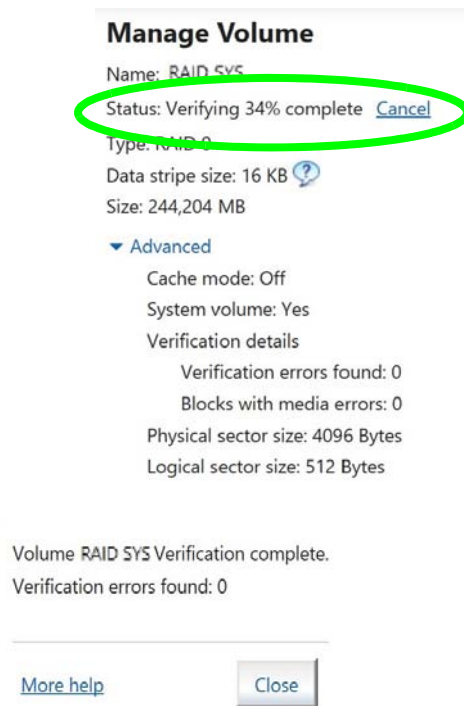 Manage Volume
Name: RAID SYS
Status: Verifying 34% complete Cancel
Type: RAID 0
Data stripe size: 16 KB
Size: 244,204 MB
Advanced
Cache mode: Off
System volume: Yes
Verification details
Verification errors found: 0
Blocks with media errors: 0
Physical sector size: 4096 Bytes
Logical sector size: 512 Bytes
Volume RAID SYS Verification complete.
Verification errors found: 0
More help Close